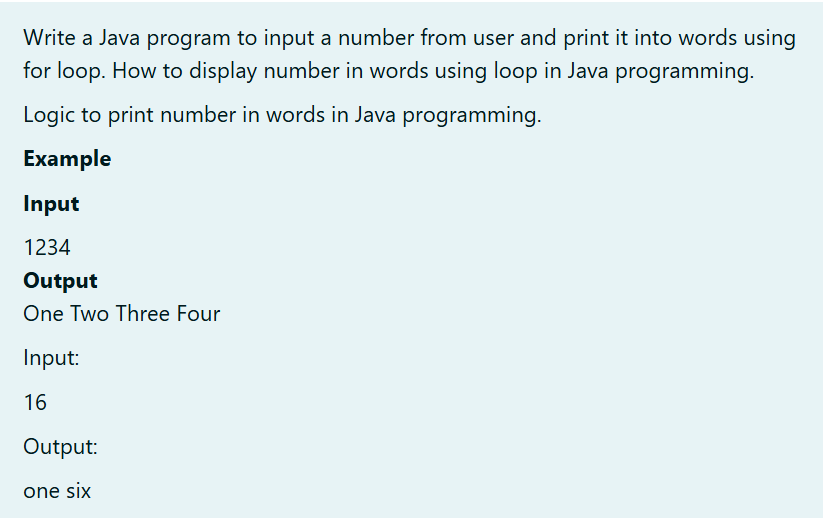 Write a Java program to input a number from user and print it into words using
for loop. How to display number in words using loop in Java programming.
Logic to print number in words in Java programming.
Example
Input
1234
Output
One Two Three Four
Input:
16
Output:
one six